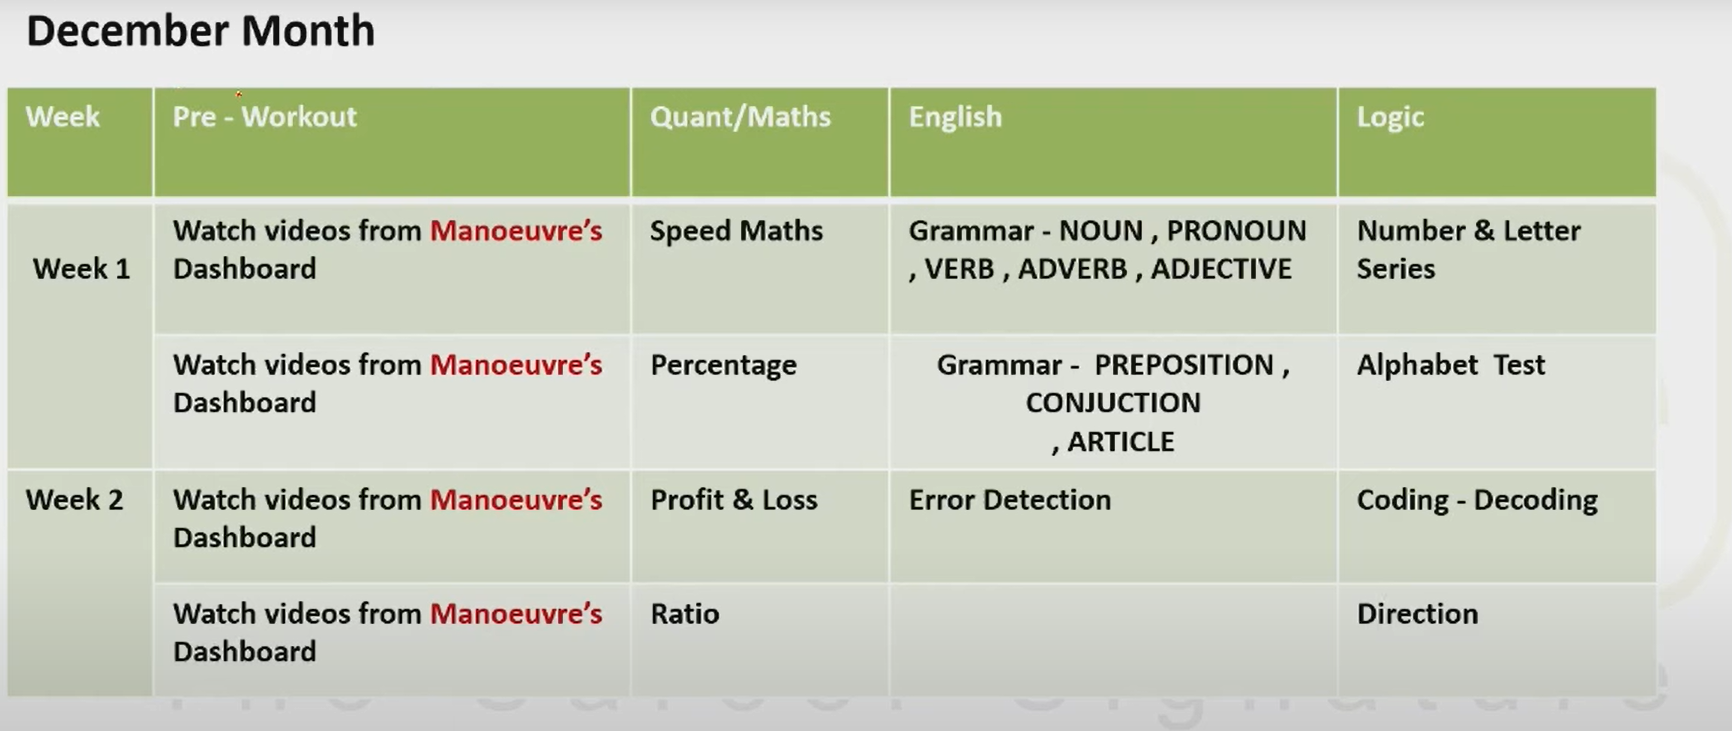 December Month
Week
Pre - Workout
Quant/Maths
English
Logic
Week 1
Watch videos from Manoeuvre’s
Dashboard
Speed Maths
Grammar - NOUN , PRONOUN
, VERB , ADVERB , ADJECTIVE
Number & Letter
Series
Watch videos from Manoeuvre’s
Dashboard
Percentage
Grammar - PREPOSITION ,
CONJUCTION
, ARTICLE
Alphabet Test
Week 2
Watch videos from Manoeuvre’s
Dashboard
Profit & Loss
Error Detection
Coding - Decoding
Watch videos from Manoeuvre’s
Dashboard
Ratio
Direction